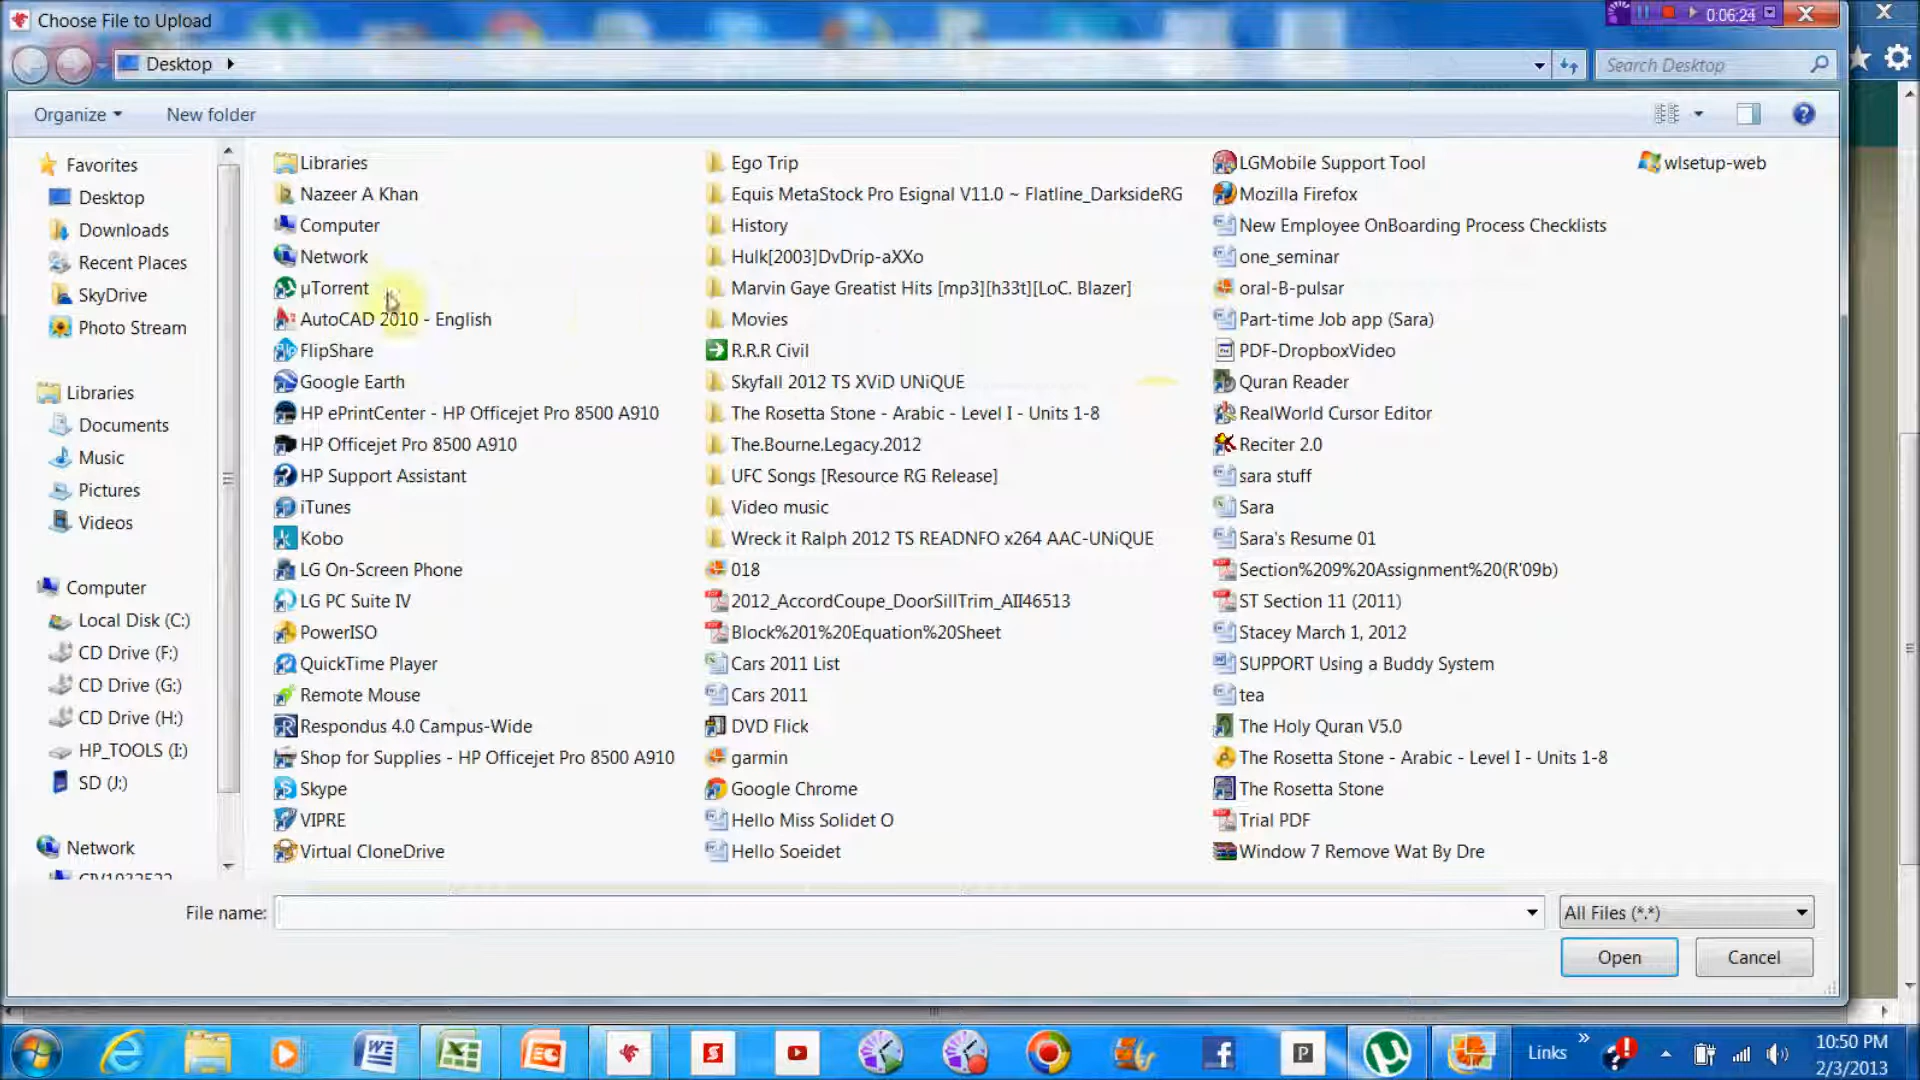 Choose File to Upload
0:06:24
Desktop
Search Desktop
Organize
New folder
Favorites
Desktop
Downloads
Recent Places
SkyDrive
Photo Stream
Libraries
Documents
Music
Pictures
Videos
Computer
Local Disk (C:)
CD Drive (F:)
CD Drive (G:)
CD Drive (H:)
HP_TOOLS (I:)
SD (J:)
Network
Libraries
Nazeer A Khan
Computer
Network
µTorrent
AutoCAD 2010 - English
FlipShare
Google Earth
HP ePrintCenter - HP Officejet Pro 8500 A910
HP Officejet Pro 8500 A910
HP Support Assistant
iTunes
Kobo
LG On-Screen Phone
LG PC Suite IV
PowerISO
QuickTime Player
Remote Mouse
Respondus 4.0 Campus-Wide
Shop for Supplies - HP Officejet Pro 8500 A910
Skype
VIPRE
Virtual CloneDrive
Ego Trip
Equis MetaStock Pro Esignal V11.0 ~ Flatline_DarksideRG
History
Hulk[2003]DvDrip-aXXo
Marvin Gaye Greatist Hits [mp3][h33t][LoC. Blazer]
Movies
R.R.R Civil
Skyfall 2012 TS XViD UNiQUE
The Rosetta Stone - Arabic - Level I - Units 1-8
The.Bourne.Legacy.2012
UFC Songs [Resource RG Release]
Video music
Wreck it Ralph 2012 TS READNFO x264 AAC-UNiQUE
018
2012_AccordCoupe_DoorSillTrim_AII46513
Block%201%20Equation%20Sheet
Cars 2011 List
Cars 2011
DVD Flick
garmin
Google Chrome
Hello Miss Solidet O
Hello Soeidet
LGMobile Support Tool
Mozilla Firefox
New Employee OnBoarding Process Checklists
one_seminar
oral-B-pulsar
Part-time Job app (Sara)
PDF-DropboxVideo
Quran Reader
RealWorld Cursor Editor
Reciter 2.0
sara stuff
Sara
Sara's Resume 01
Section%209%20Assignment%20(R'09b)
ST Section 11 (2011)
Stacey March 1, 2012
SUPPORT Using a Buddy System
tea
The Holy Quran V5.0
The Rosetta Stone - Arabic - Level I - Units 1-8
The Rosetta Stone
Trial PDF
Window 7 Remove Wat By Dre
wlsetup-web
File name:
All Files (*.*)
Open
Cancel
Links
10:50 PM
2/3/2013